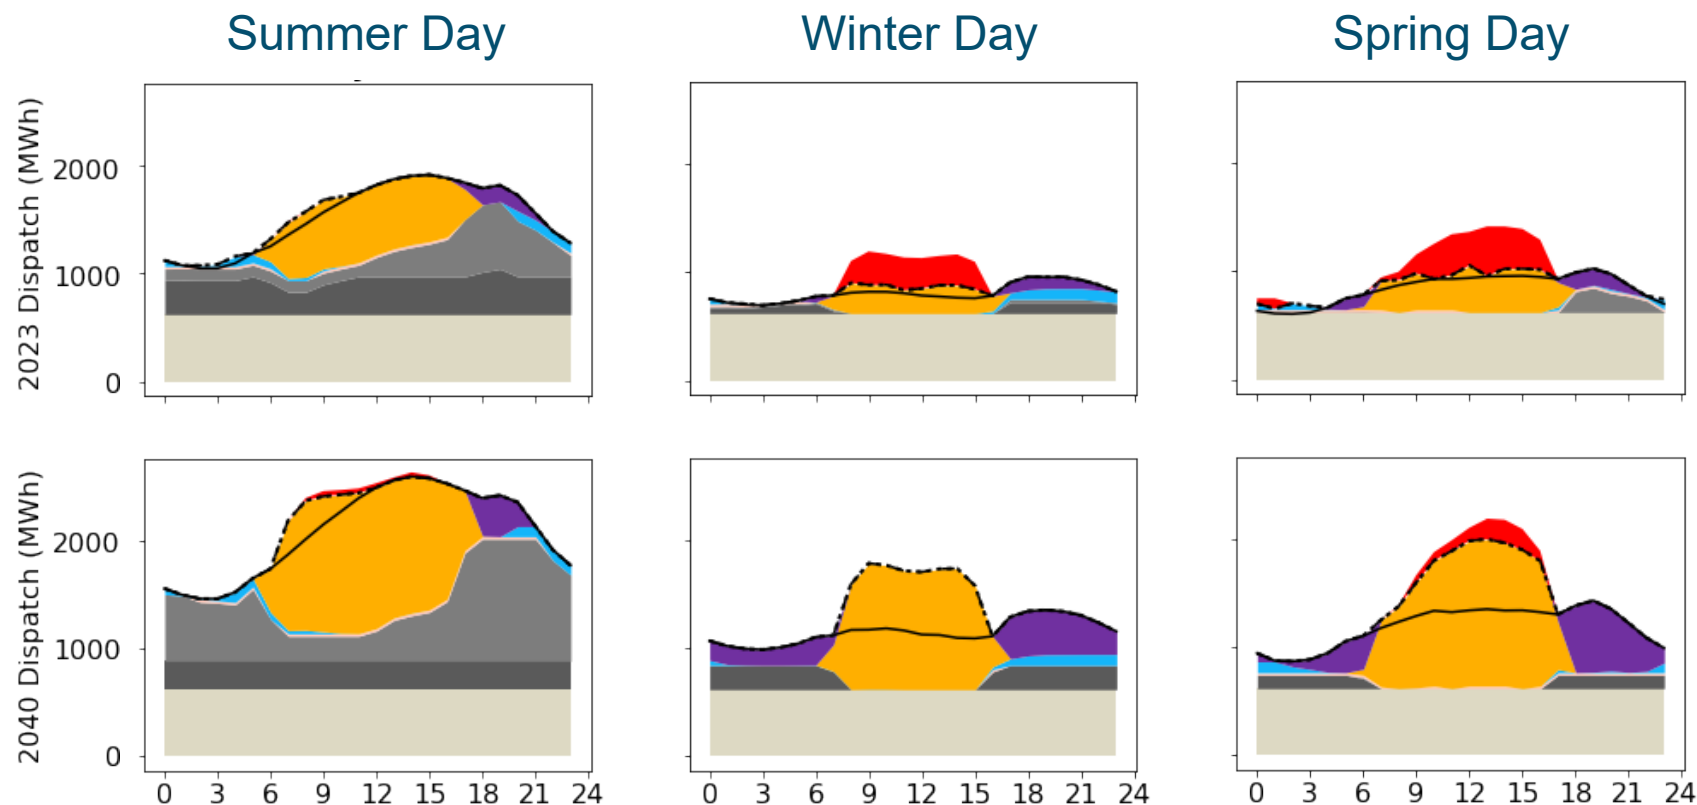 Summer Day
Winter Day
Spring Day
2023 Dispatch (MWh)
2000
1000
0
2040 Dispatch (MWh)
2000
1000
0
0 3 6 9 12 15 18 21 24
0 3 6 9 12 15 18 21 24
0 3 6 9 12 15 18 21 24